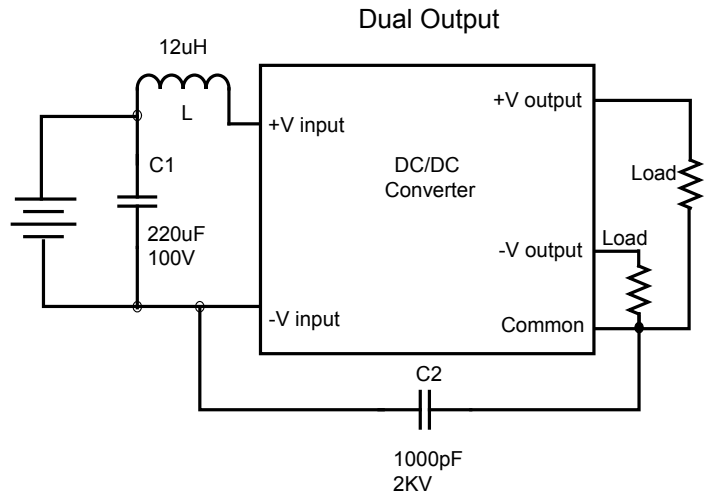 Dual Output
12uH
L
+V input
+V output
C1
DC/DC
Converter
Load
220uF
100V
-V output
Load
-V input
Common
C2
1000pF
2KV